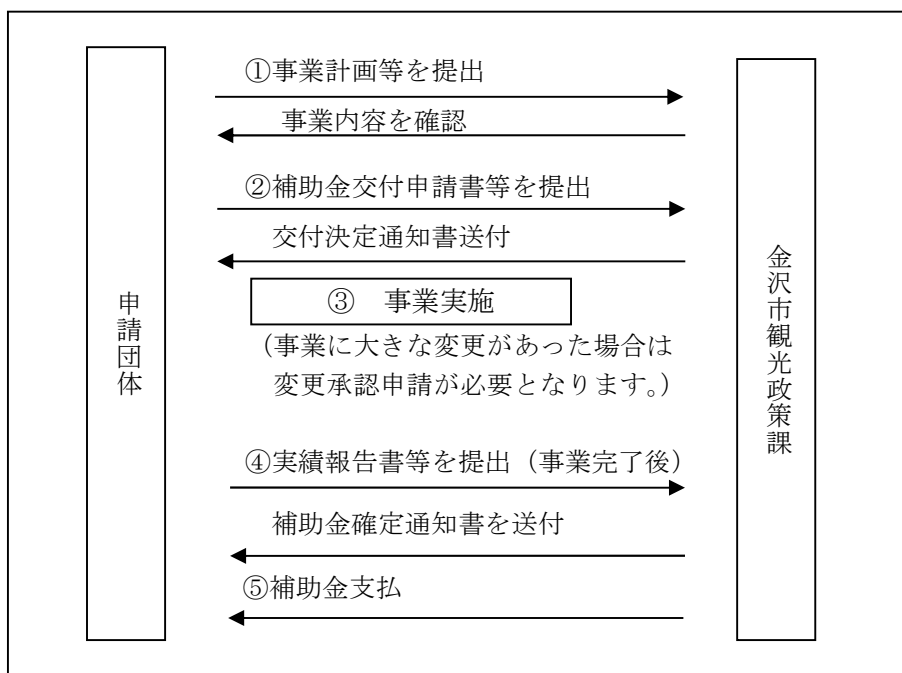 ①事業計画等を提出
事業内容を確認
②補助金交付申請書等を提出
交付決定通知書送付
③　事業実施
（事業に大きな変更があった場合は
変更承認申請が必要となります。）
④実績報告書等を提出（事業完了後）
補助金確定通知書を送付
⑤補助金支払
申請団体
金沢市観光政策課